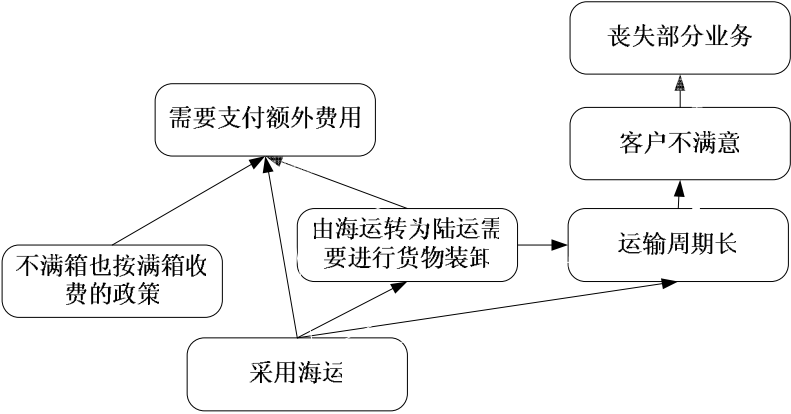 丧失部分业务
需要支付额外费用
客户不满意
由海运转为陆运需
要进行货物装卸
运输周期长
不满箱也按满箱收
费的政策
采用海运